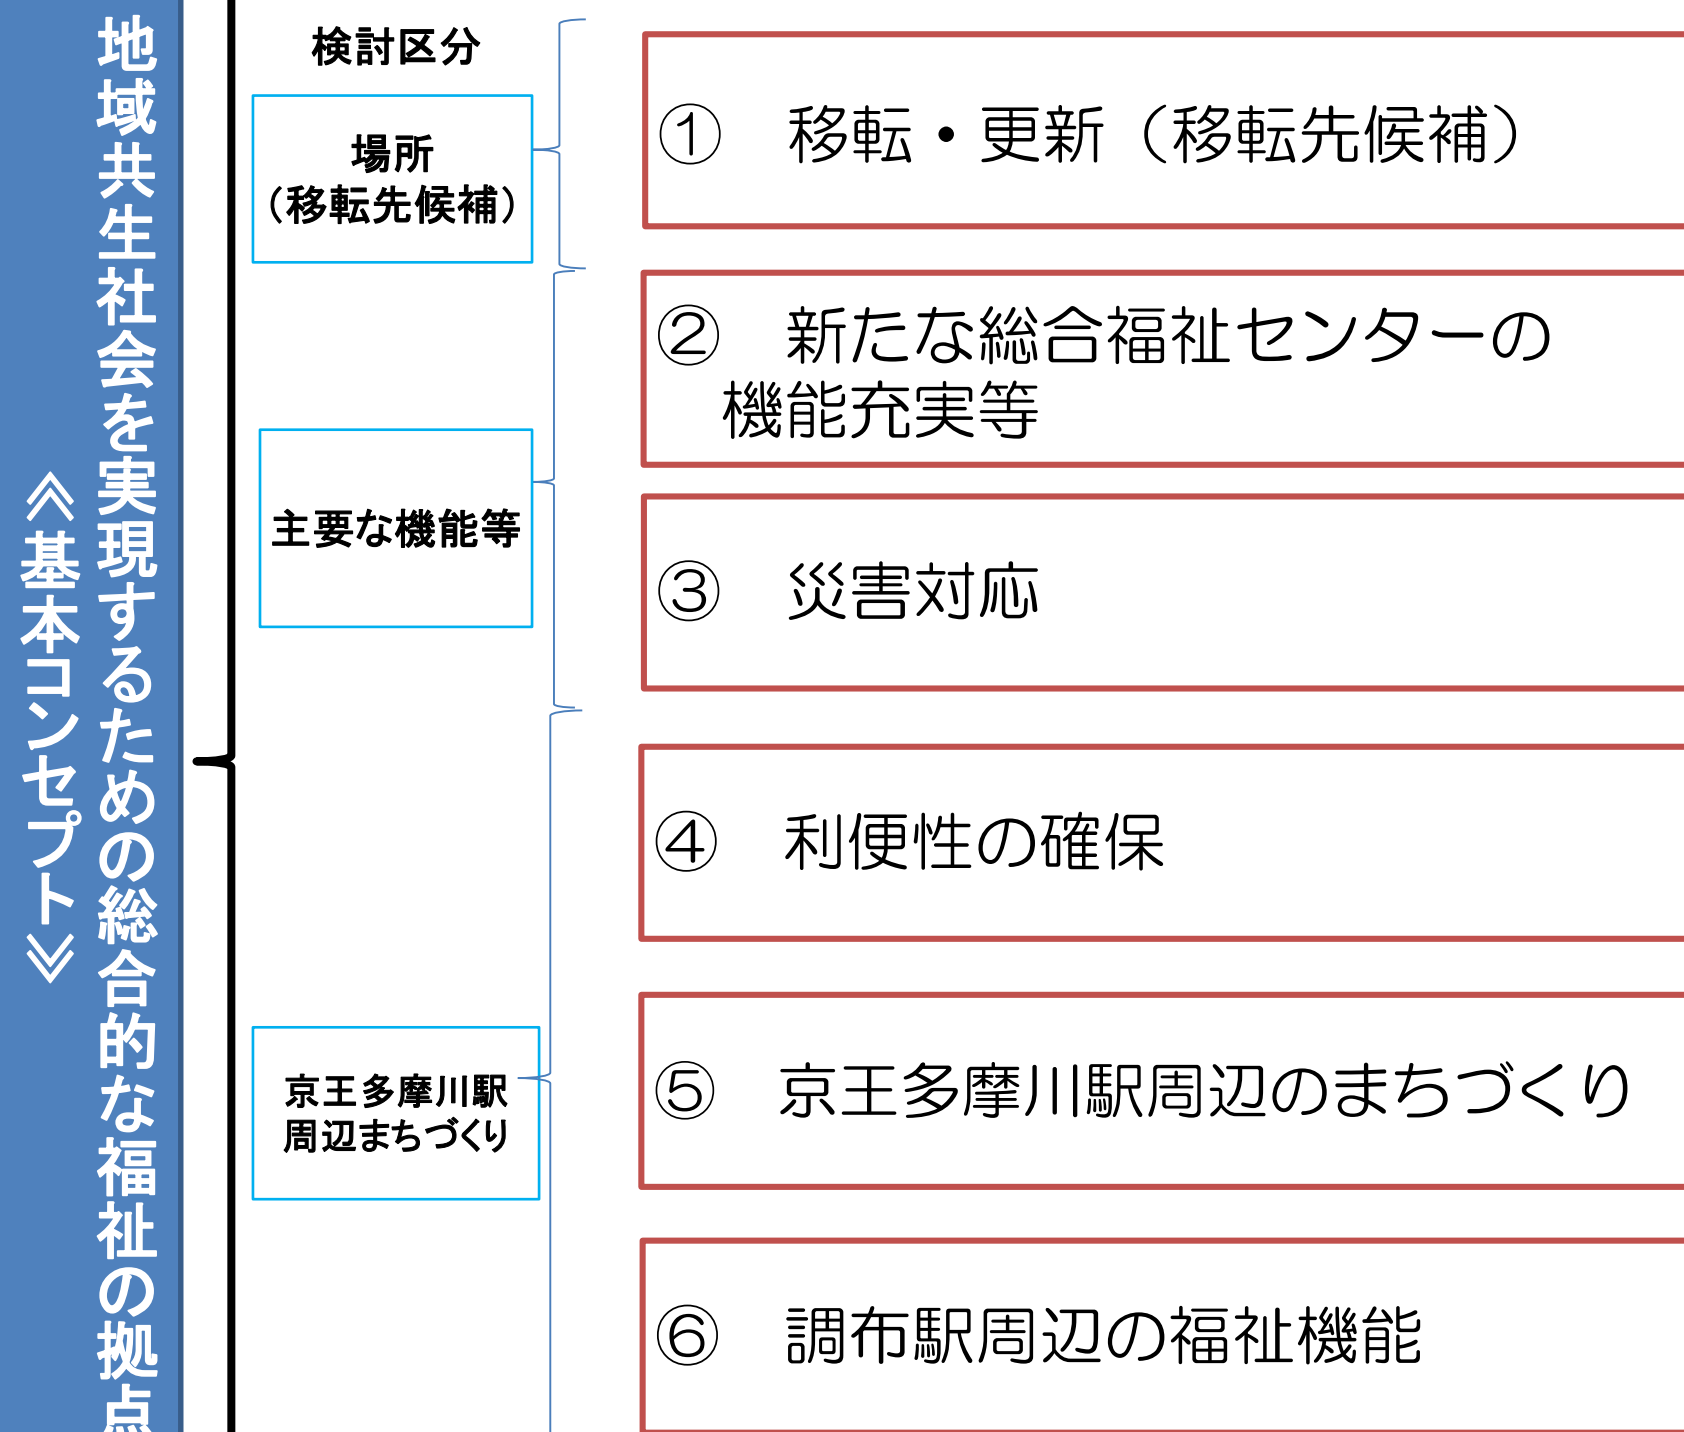 地域共生社会を実現するための総合的な福祉の拠点
≪基本コンセプト≫
検討区分
場所
（移転先候補）
主要な機能等
京王多摩川駅
周辺まちづくり
①　移転・更新（移転先候補）
②　新たな総合福祉センターの
機能充実等
③　災害対応
④　利便性の確保
⑤　京王多摩川駅周辺のまちづくり
⑥　調布駅周辺の福祉機能